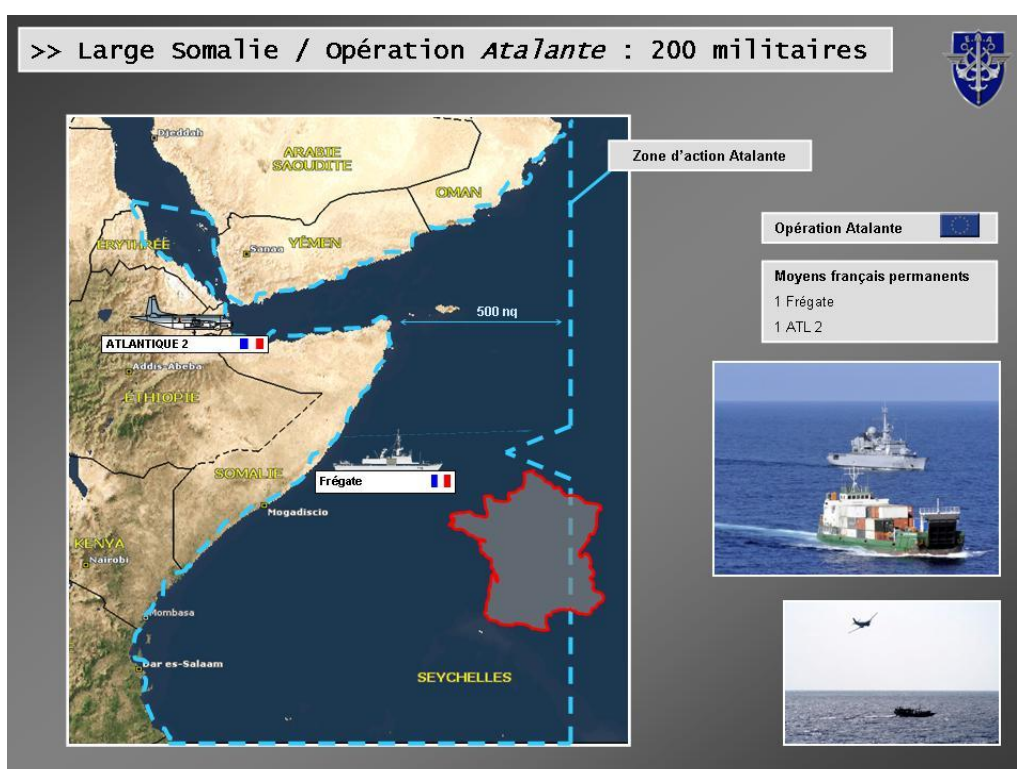 >> Large Somalie / Opération Atalante : 200 militaires
Djeddah
ARABIE
SAOUDITE
Zone d'action Atalante
OMAN
Opération Atalante
ERYTHRÉE
Sanaa
YÉMEN
Moyens français permanents
1 Frégate
1 ATL 2
500 nq
ATLANTIQUE 2
Addis-Abeba
ÉTHIOPIE
SOMALIE
Frégate
Mogadiscio
KENYA
Nairobi
Mombasa
Dar es-Salaam
SEYCHELLES